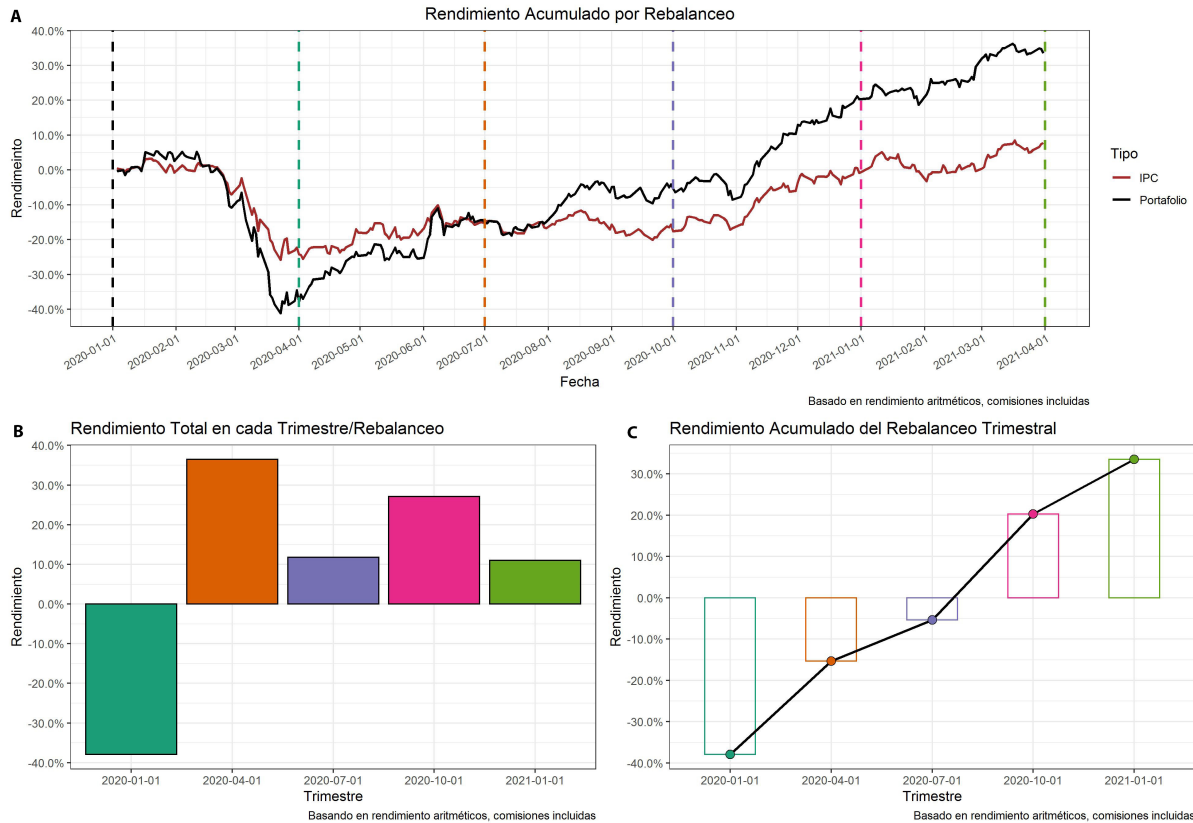 A
Rendimiento Acumulado por Rebalanceo
40.0%
30.0%
20.0%
10.0%
0.0%
-10.0%
-20.0%
-30.0%
-40.0%
Rendimeinto
2020-01-01
2020-02-01
2020-03-01
2020-04-01
2020-05-01
2020-06-01
2020-07-01
2020-08-01
2020-09-01
2020-10-01
2020-11-01
2020-12-01
2021-01-01
2021-02-01
2021-03-01
2021-04-01
Fecha
Basado en rendimiento aritméticos, comisiones incluidas
Tipo
IPC
Portafolio
B
Rendimiento Total en cada Trimestre/Rebalanceo
40.0%
30.0%
20.0%
10.0%
0.0%
-10.0%
-20.0%
-30.0%
-40.0%
Rendimiento
2020-01-01
2020-04-01
2020-07-01
2020-10-01
2021-01-01
Trimestre
Basando en rendimiento aritméticos, comisiones incluidas
C
Rendimiento Acumulado del Rebalanceo Trimestral
30.0%
20.0%
10.0%
0.0%
-10.0%
-20.0%
-30.0%
-40.0%
Rendimiento
2020-01-01
2020-04-01
2020-07-01
2020-10-01
2021-01-01
Trimestre
Basado en rendimiento aritméticos, comisiones incluidas